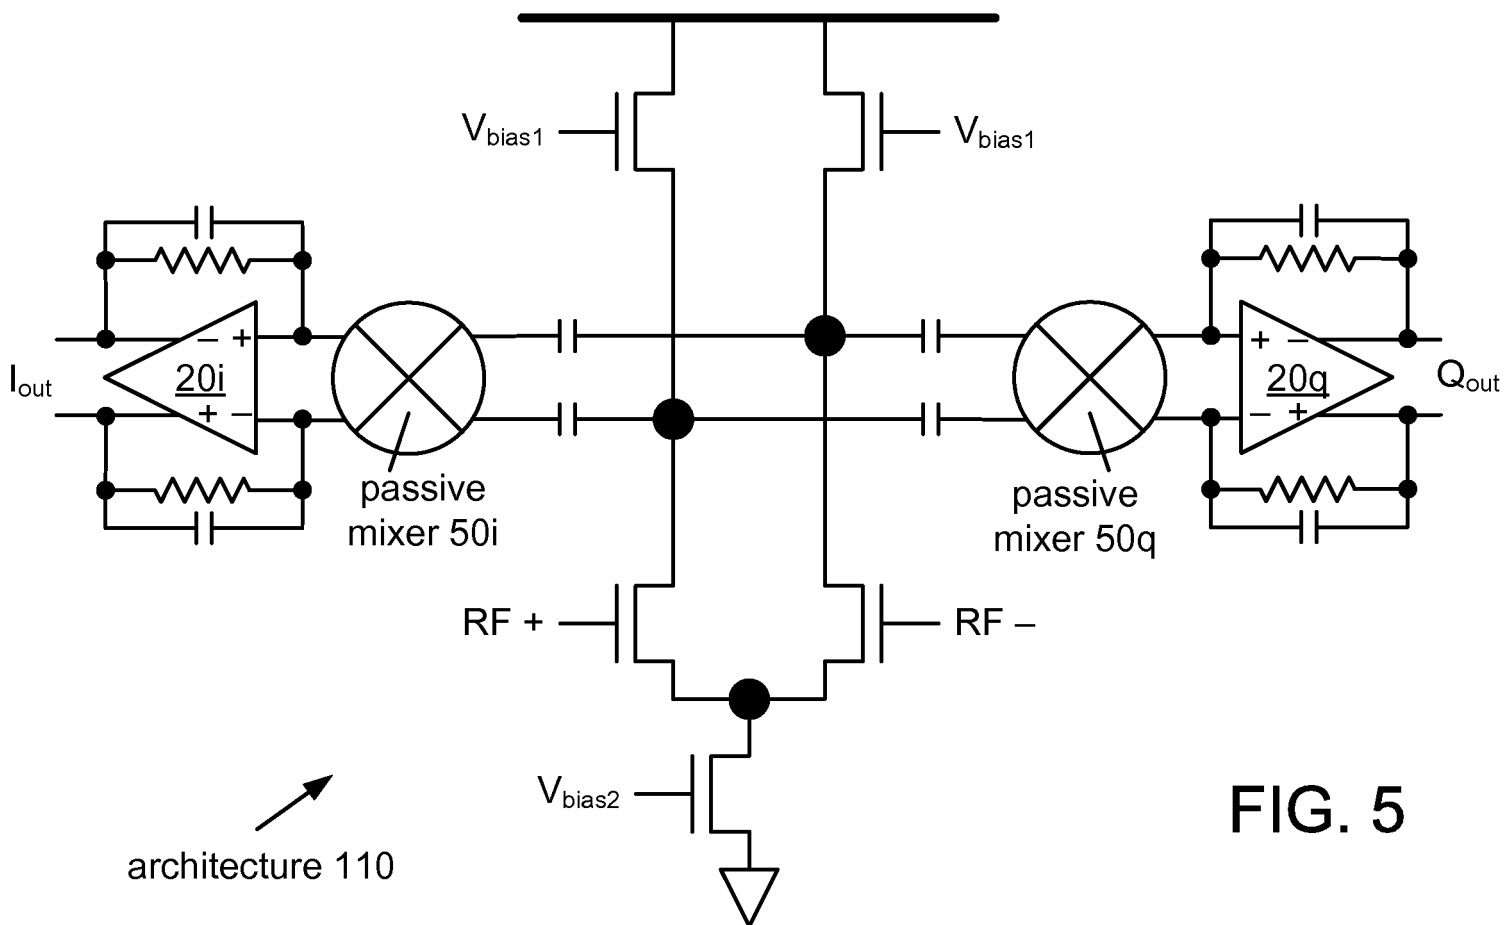 Vbias1
Vbias1
+ −
20i
+ −
Iout
+ −
20q
− +
Qout
passive
mixer 50i
passive
mixer 50q
RF +
RF −
Vbias2
architecture 110
FIG. 5